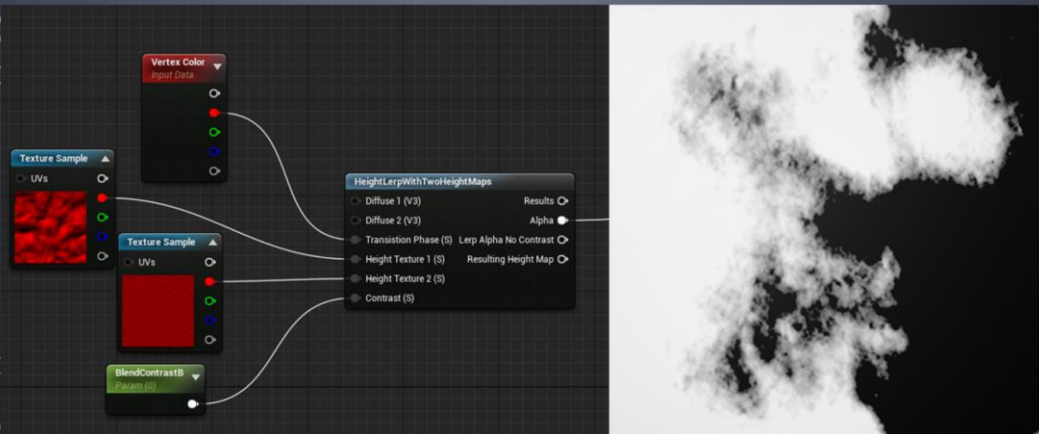 Vertex Color
Input Data
Texture Sample
UVs
Texture Sample
UVs
BlendContrastB
Param (0)
HeightLerpWithTwoHeightMaps
Diffuse 1 (V3) Results
Diffuse 2 (V3) Alpha
Transistion Phase (S) Lerp Alpha No Contrast
Height Texture 1 (S) Resulting Height Map
Height Texture 2 (S)
Contrast (S)